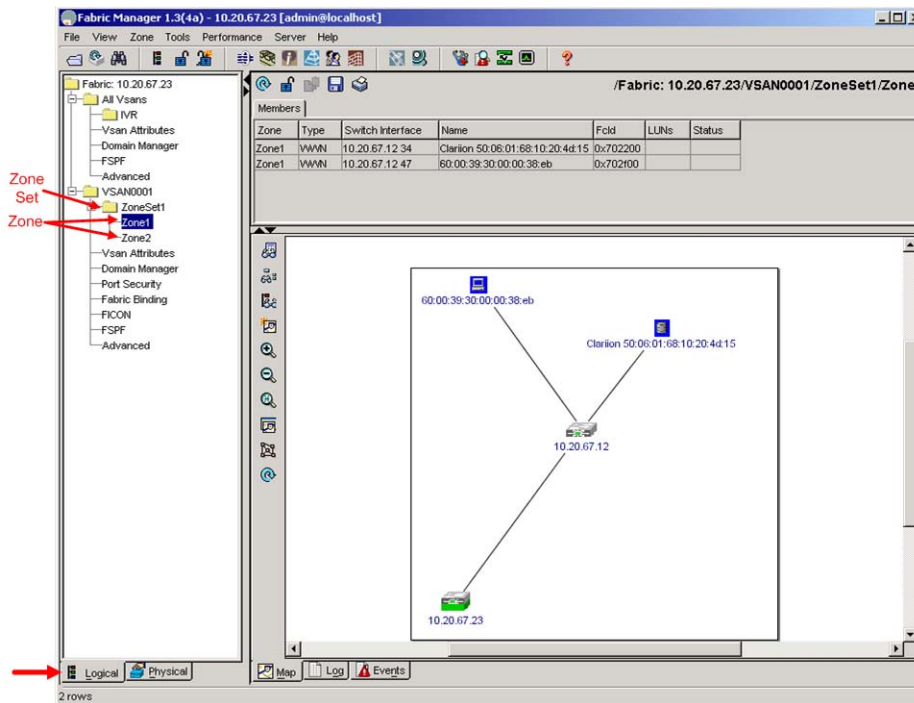 Fabric Manager 1.3(4a) - 10.20.67.23 [admin@localhost]
File View Zone Tools Performance Server Help
Fabric: 10.20.67.23
All Vsans
IVR
Vsan Attributes
Domain Manager
FSPF
Advanced
VSAN0001
ZoneSet1
Zone1
Zone2
Vsan Attributes
Domain Manager
Port Security
Fabric Binding
FICON
FSPF
Advanced
Zone
Set
Zone
Logical Physical
/Fabric: 10.20.67.23/VSAN0001/ZoneSet1/Zone
Members
Zone Type Switch Interface Name FcId LUNs Status
Zone1 WWN 10.20.67.12 34 Clariion 50:06:01:68:10:20:4d:15 0x702200
Zone1 WWN 10.20.67.12 47 60:00:39:30:00:00:38:eb 0x702f00
60:00:39:30:00:00:38:eb
Clariion 50:06:01:68:10:20:4d:15
10.20.67.12
10.20.67.23
Map Log Events
2 rows